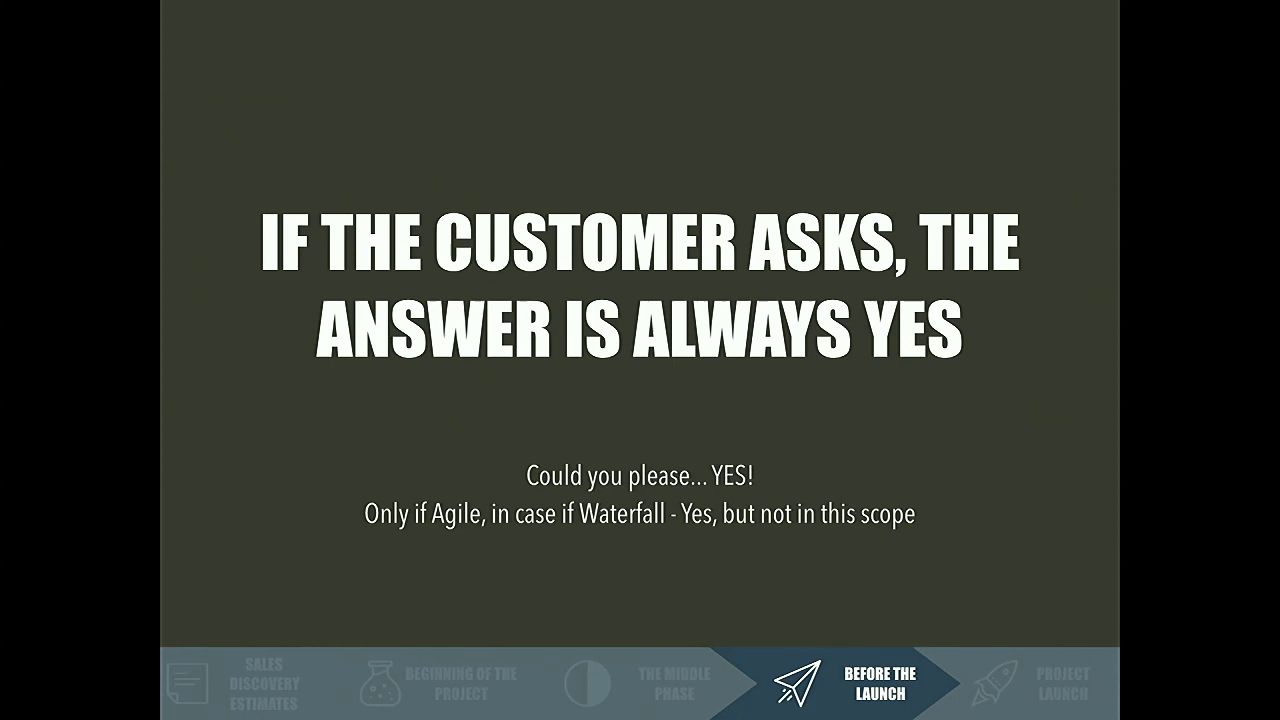 IF THE CUSTOMER ASKS, THE
ANSWER IS ALWAYS YES
Could you please... YES!
Only if Agile, in case if Waterfall - Yes, but not in this scope
SALES
DISCOVERY
ESTIMATES
BEGINNING OF THE
PROJECT
THE MIDDLE
PHASE
BEFORE THE
LAUNCH
PROJECT
LAUNCH